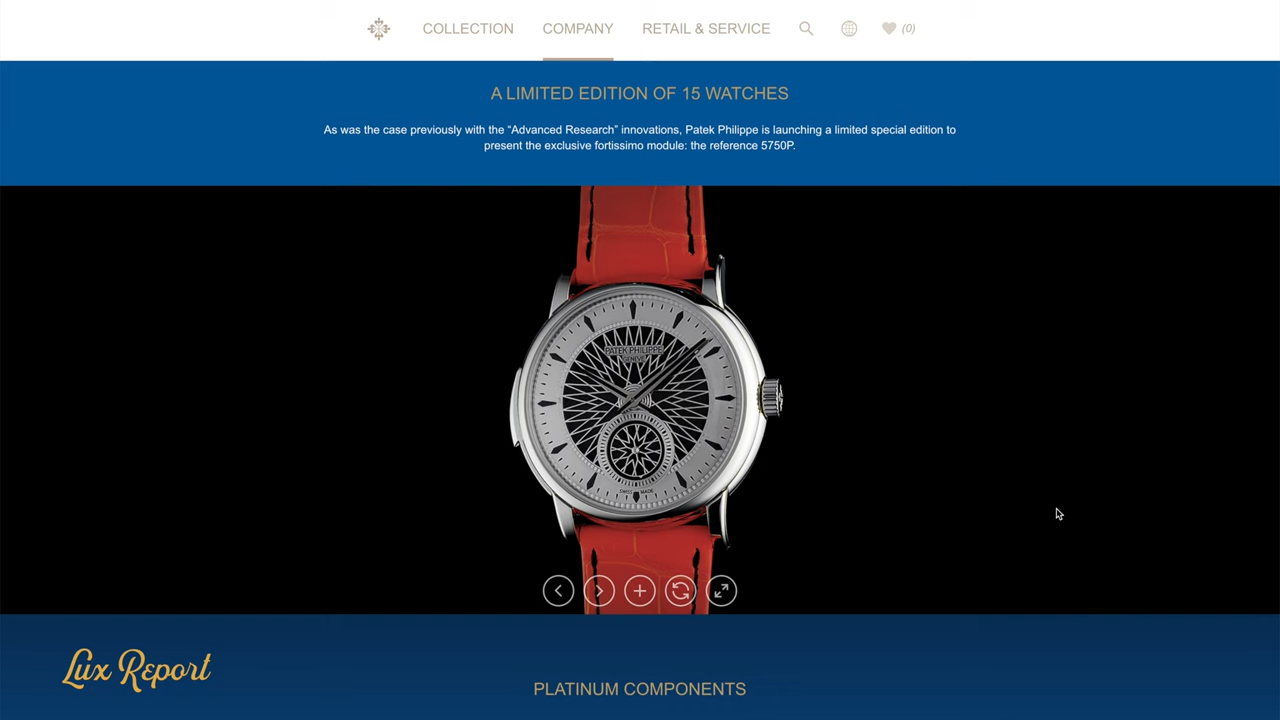 COLLECTION COMPANY RETAIL & SERVICE (0)
A LIMITED EDITION OF 15 WATCHES
As was the case previously with the “Advanced Research” innovations, Patek Philippe is launching a limited special edition to
present the exclusive fortissimo module: the reference 5750P.
PATEK PHILIPPE
GENEVE
SWISS MADE
Lux Report
PLATINUM COMPONENTS